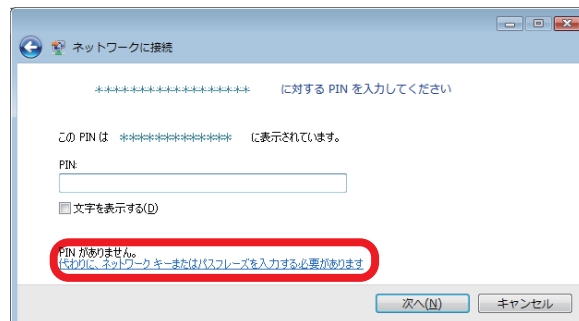 ネットワークに接続
****************** に対する PIN を入力してください
この PIN は ************* に表示されています。
PIN:
文字を表示する(D)
PIN がありません。
代わりに、ネットワーク キーまたはパスフレーズを入力する必要があります
次へ(N) キャンセル